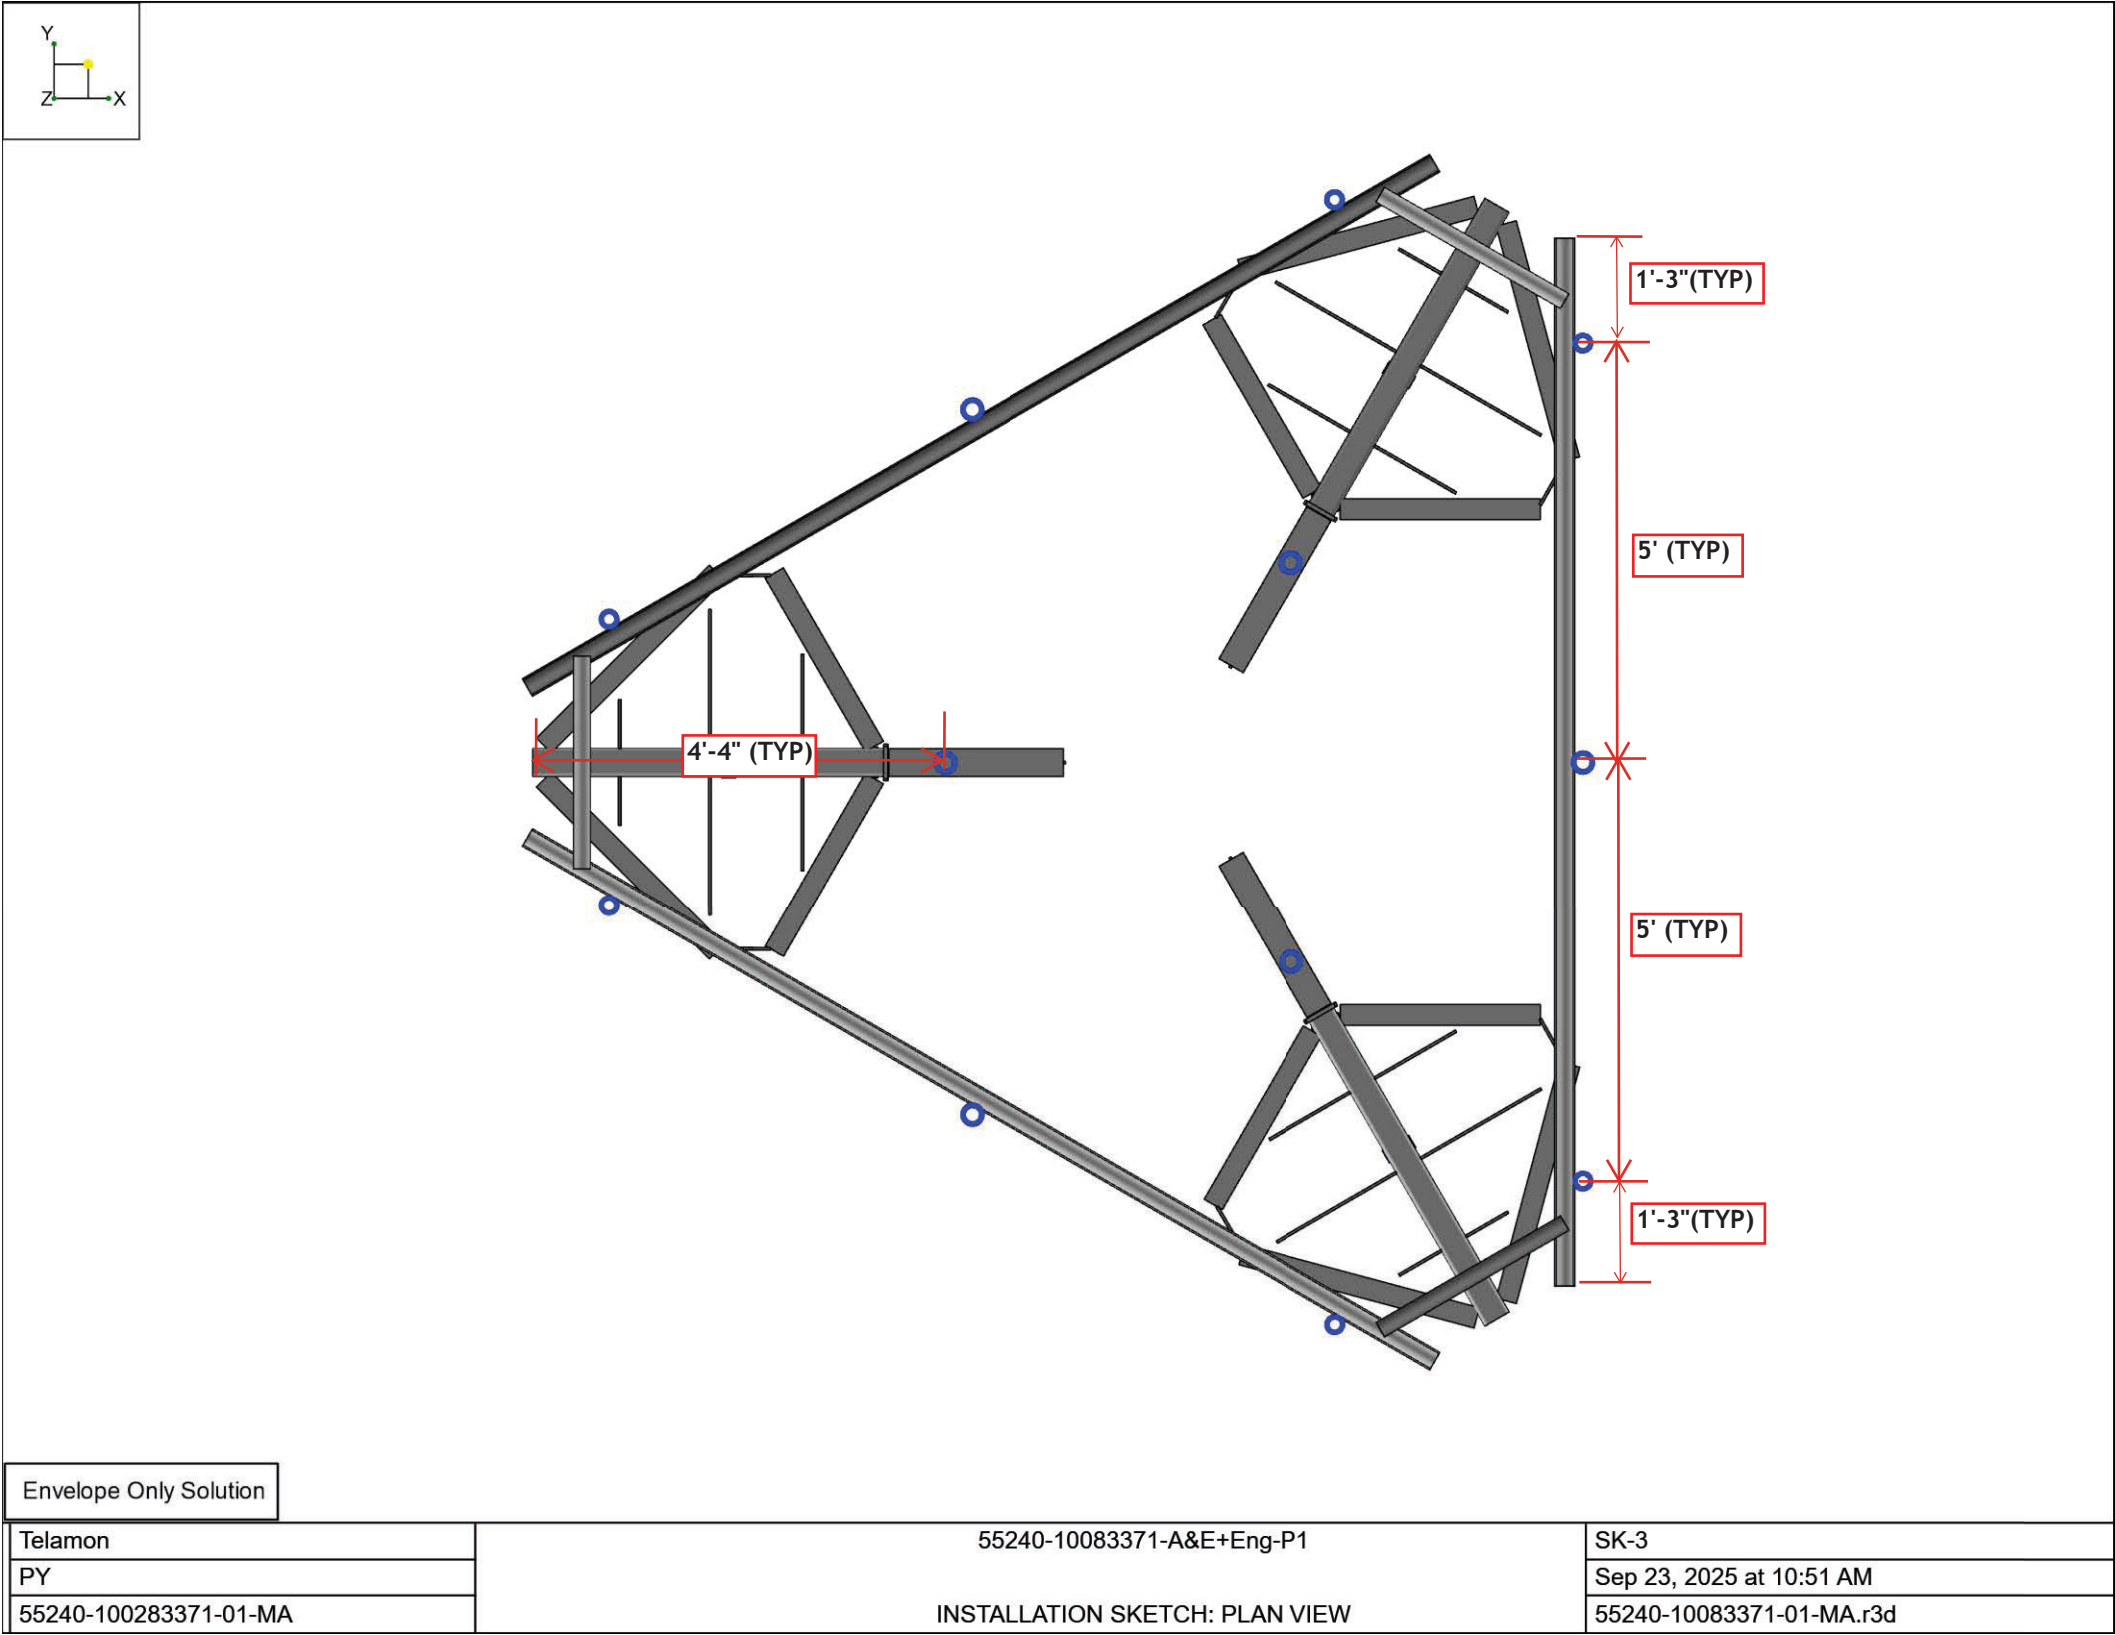 Y
Z X
1'-3"(TYP)
5' (TYP)
4'-4" (TYP)
5' (TYP)
1'-3"(TYP)
Envelope Only Solution
Telamon
PY
55240-100283371-01-MA
55240-10083371-A&E+Eng-P1
INSTALLATION SKETCH: PLAN VIEW
SK-3
Sep 23, 2025 at 10:51 AM
55240-10083371-01-MA.r3d